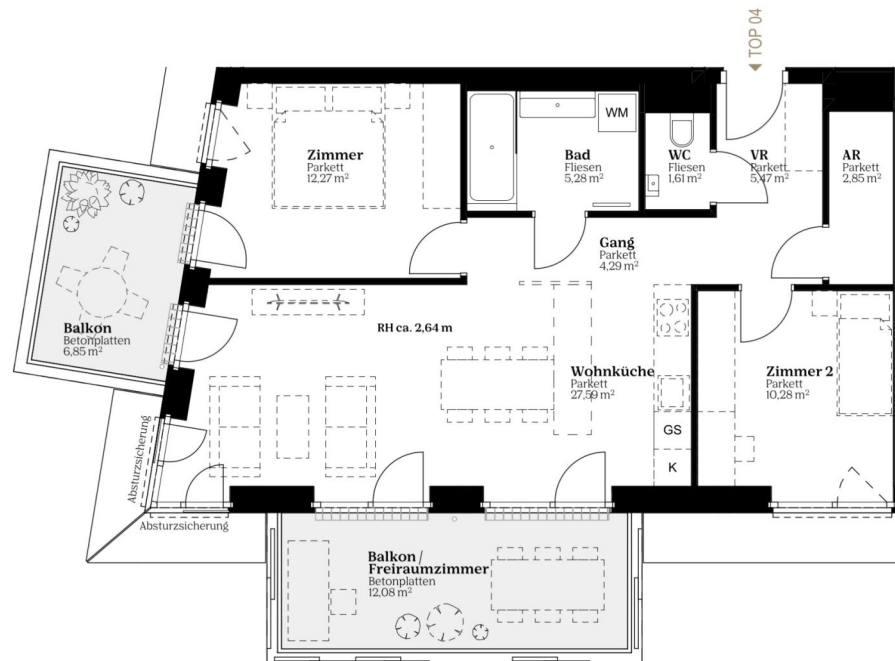 ◀ TOP 04
Zimmer
Parkett
12,27 m²
Bad
Fliesen
5,28 m²
WM
WC
Fliesen
1,61 m²
VR
Parkett
5,47 m²
AR
Parkett
2,85 m²
Gang
Parkett
4,29 m²
Balkon
Betonplatten
6,85 m²
RH ca. 2,64 m
Wohnküche
Parkett
27,59 m²
Zimmer 2
Parkett
10,28 m²
GS
K
Absturzsicherung
Absturzsicherung
Balkon/
Freiraumzimmer
Betonplatten
12,08 m²